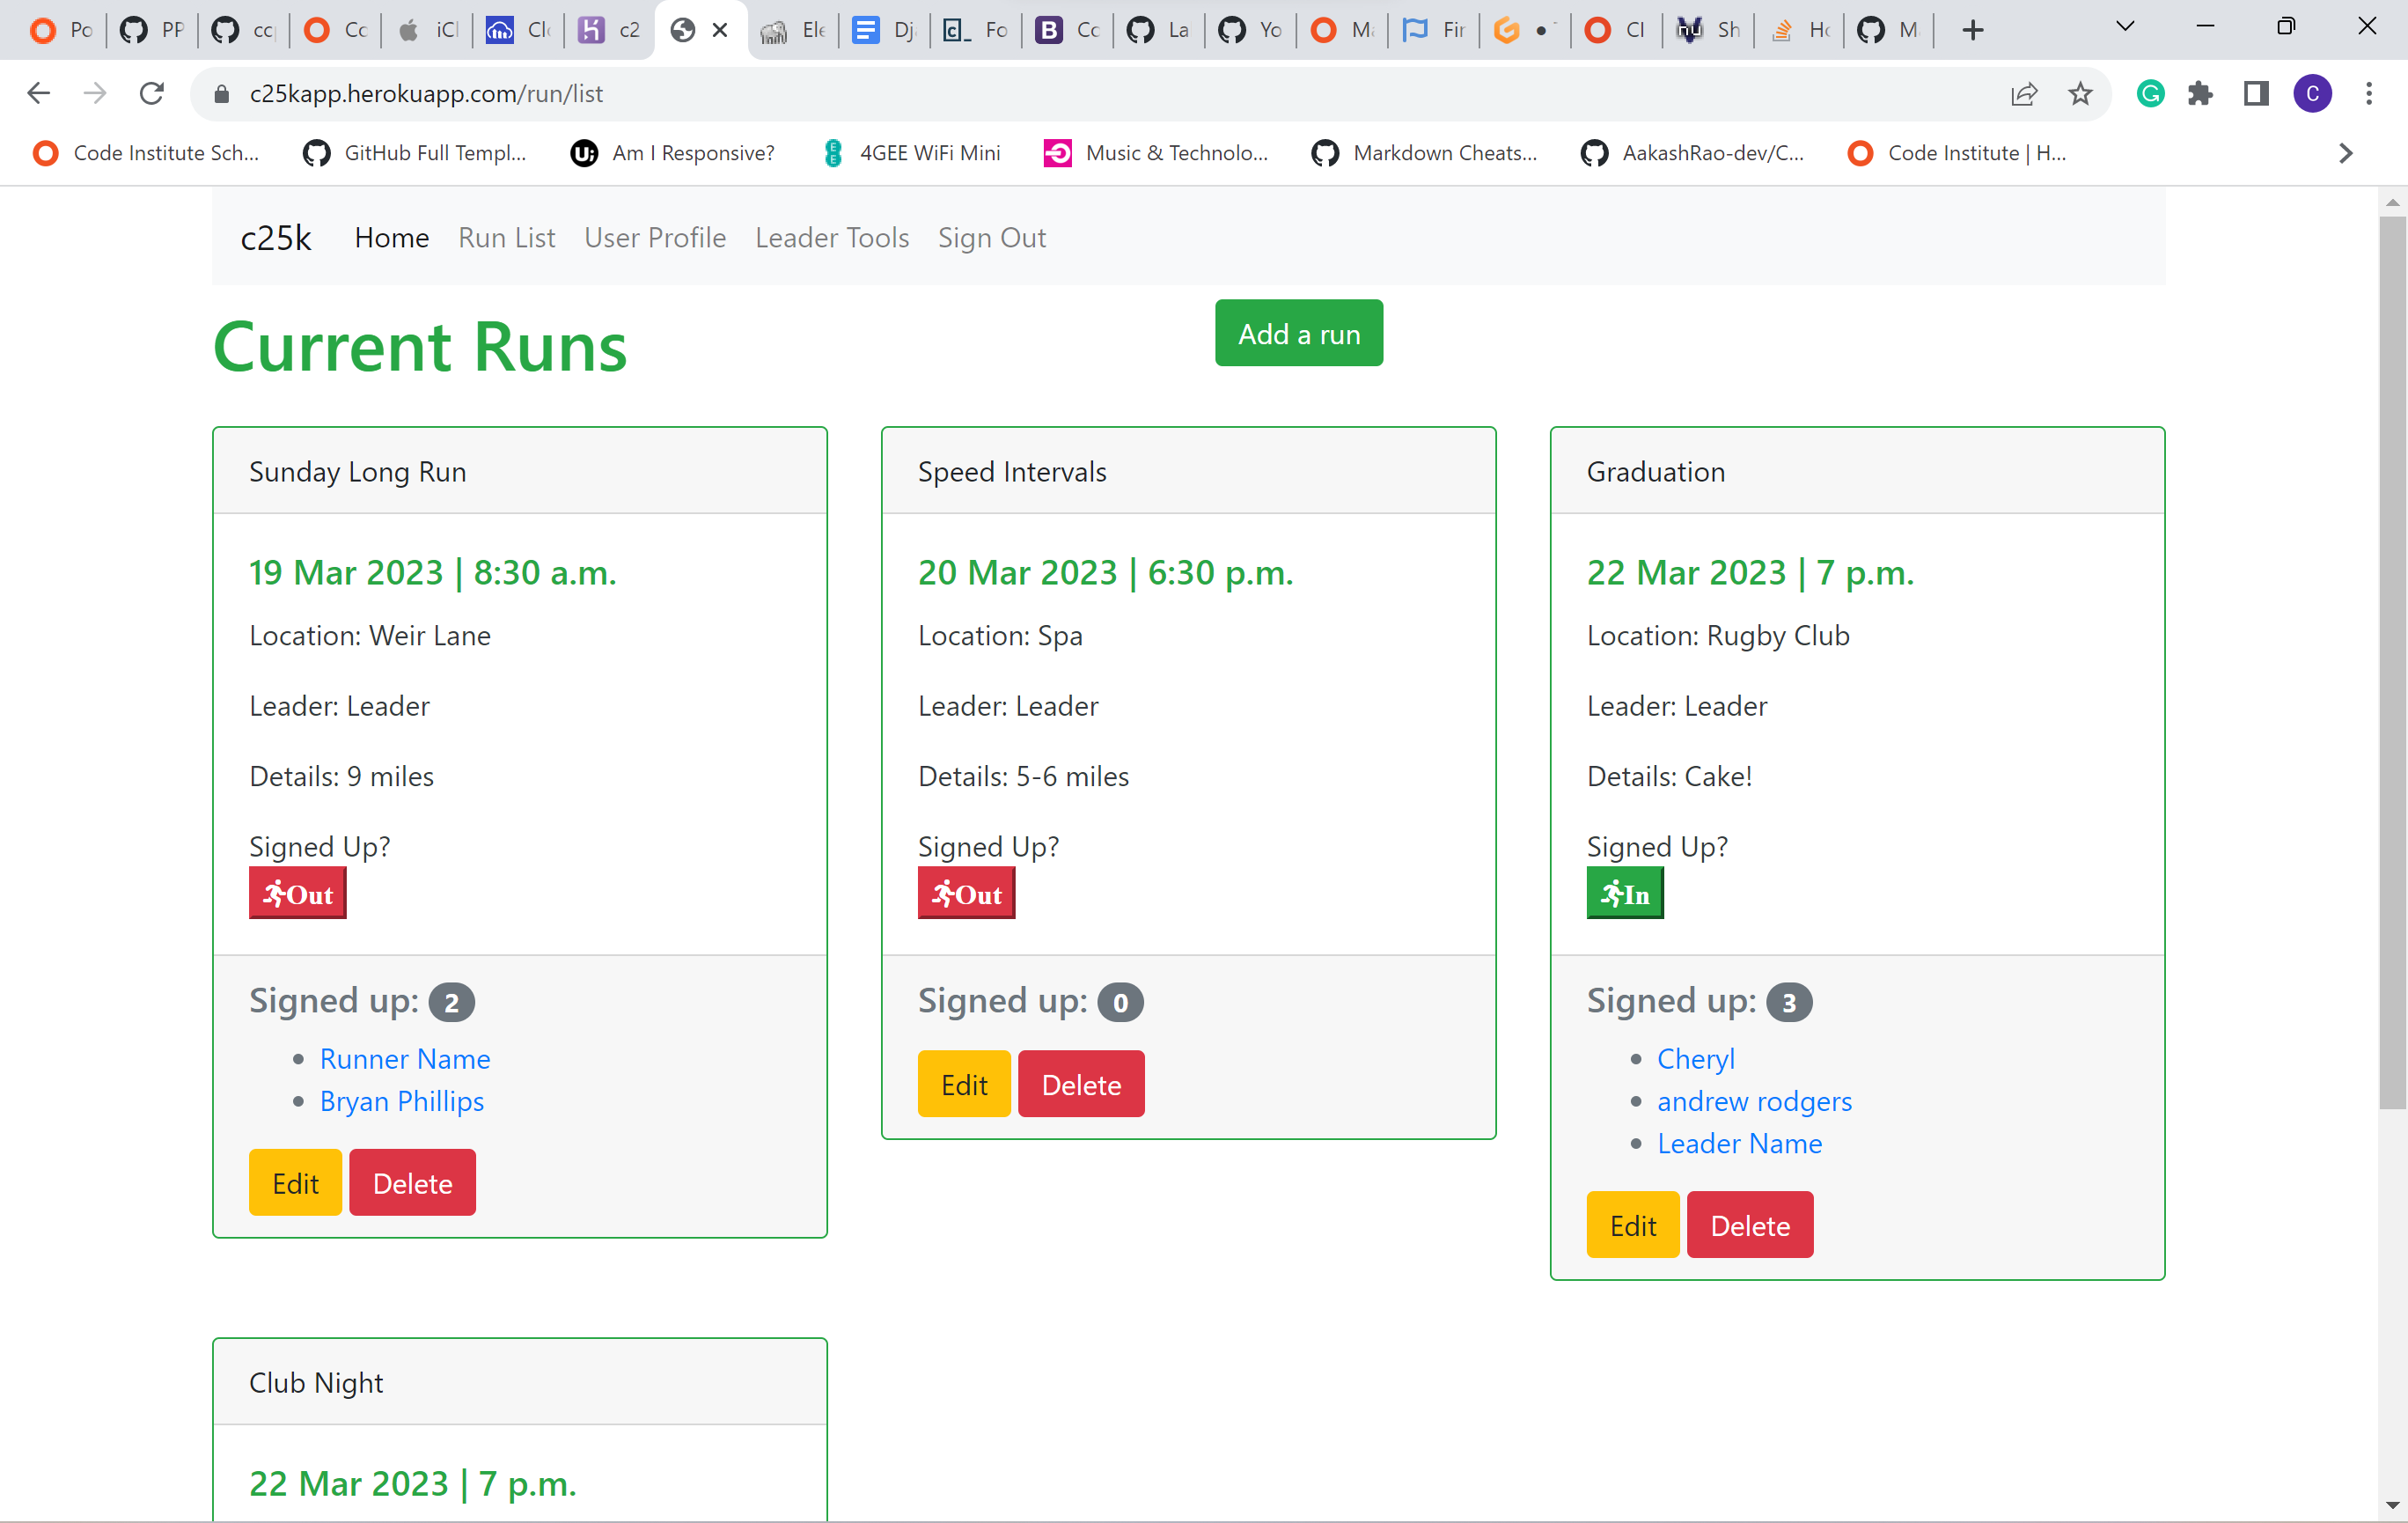 Po PP cc Cc iCl Clo c2 Ele Dj Fo Cc La Yo Ma Fir CI Sh Ho M
c25kapp.herokuapp.com/run/list
C
Code Institute Sch... GitHub Full Templ... Am I Responsive? 4GEE WiFi Mini Music & Technolo... Markdown Cheats... AakashRao-dev/C... Code Institute | H...
c25k Home Run List User Profile Leader Tools Sign Out
Current Runs
Add a run
Sunday Long Run
19 Mar 2023 | 8:30 a.m.
Location: Weir Lane
Leader: Leader
Details: 9 miles
Signed Up?
Out
Signed up: 2
Runner Name
Bryan Phillips
Edit Delete
Speed Intervals
20 Mar 2023 | 6:30 p.m.
Location: Spa
Leader: Leader
Details: 5-6 miles
Signed Up?
Out
Signed up: 0
Edit Delete
Graduation
22 Mar 2023 | 7 p.m.
Location: Rugby Club
Leader: Leader
Details: Cake!
Signed Up?
In
Signed up: 3
Cheryl
andrew rodgers
Leader Name
Edit Delete
Club Night
22 Mar 2023 | 7 p.m.